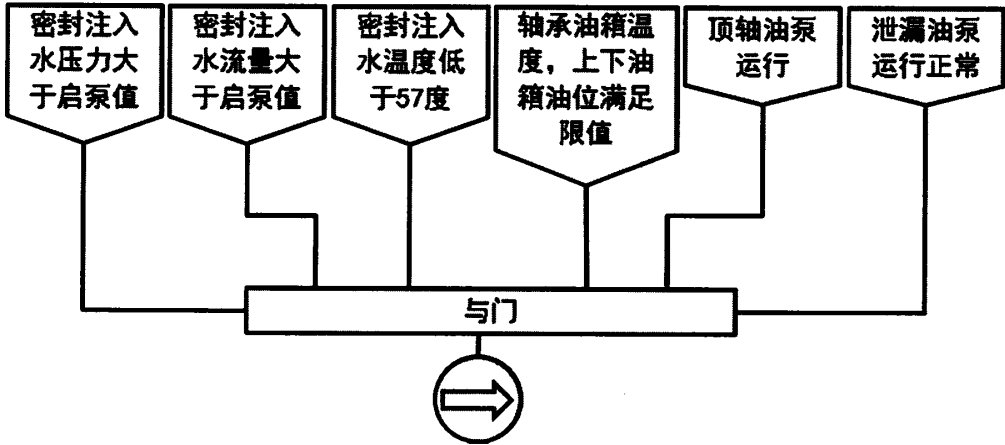 密封注入
水压力大
于启泵值
密封注入
水流量大
于启泵值
密封注入
水温度低
于57度
轴承油箱温
度，上下油
箱油位满足
限值
顶轴油泵
运行
泄漏油泵
运行正常
与门